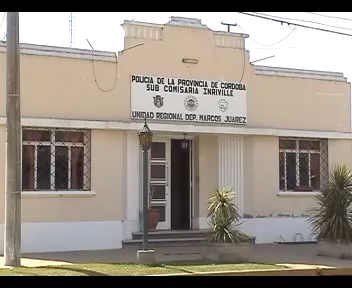 POLICIA DE LA PROVINCIA DE CORDOBA
SUB COMISARIA INRIVILLE
UNIDAD REGIONAL DEP. MARCOS JUAREZ